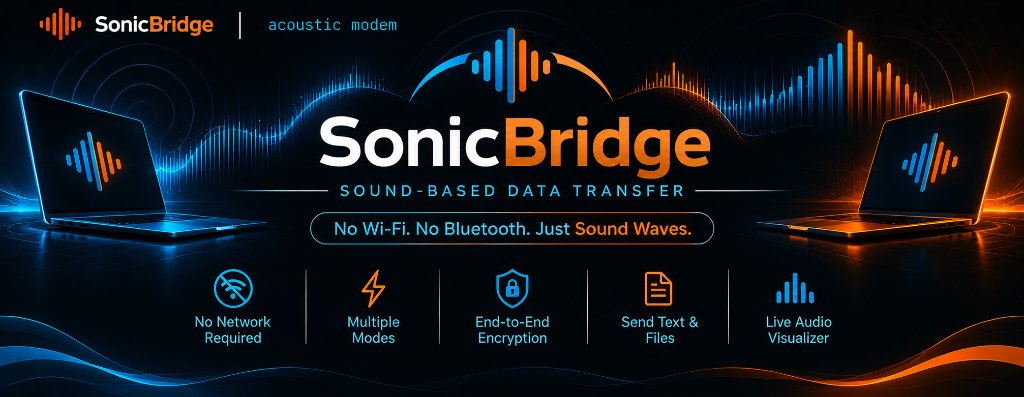 SonicBridge
acoustic modem
SonicBridge
SOUND-BASED DATA TRANSFER
No Wi-Fi. No Bluetooth. Just Sound Waves.
No Network
Required
Multiple
Modes
End-to-End
Encryption
Send Text &
Files
Live Audio
Visualizer